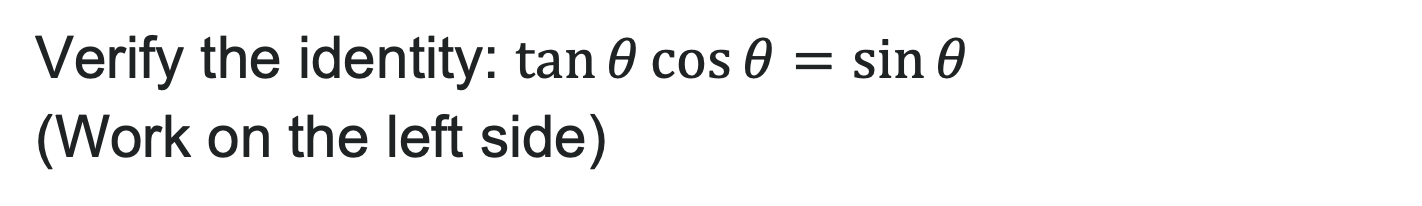 Verify the identity: tan θ cos θ = sin θ
(Work on the left side)